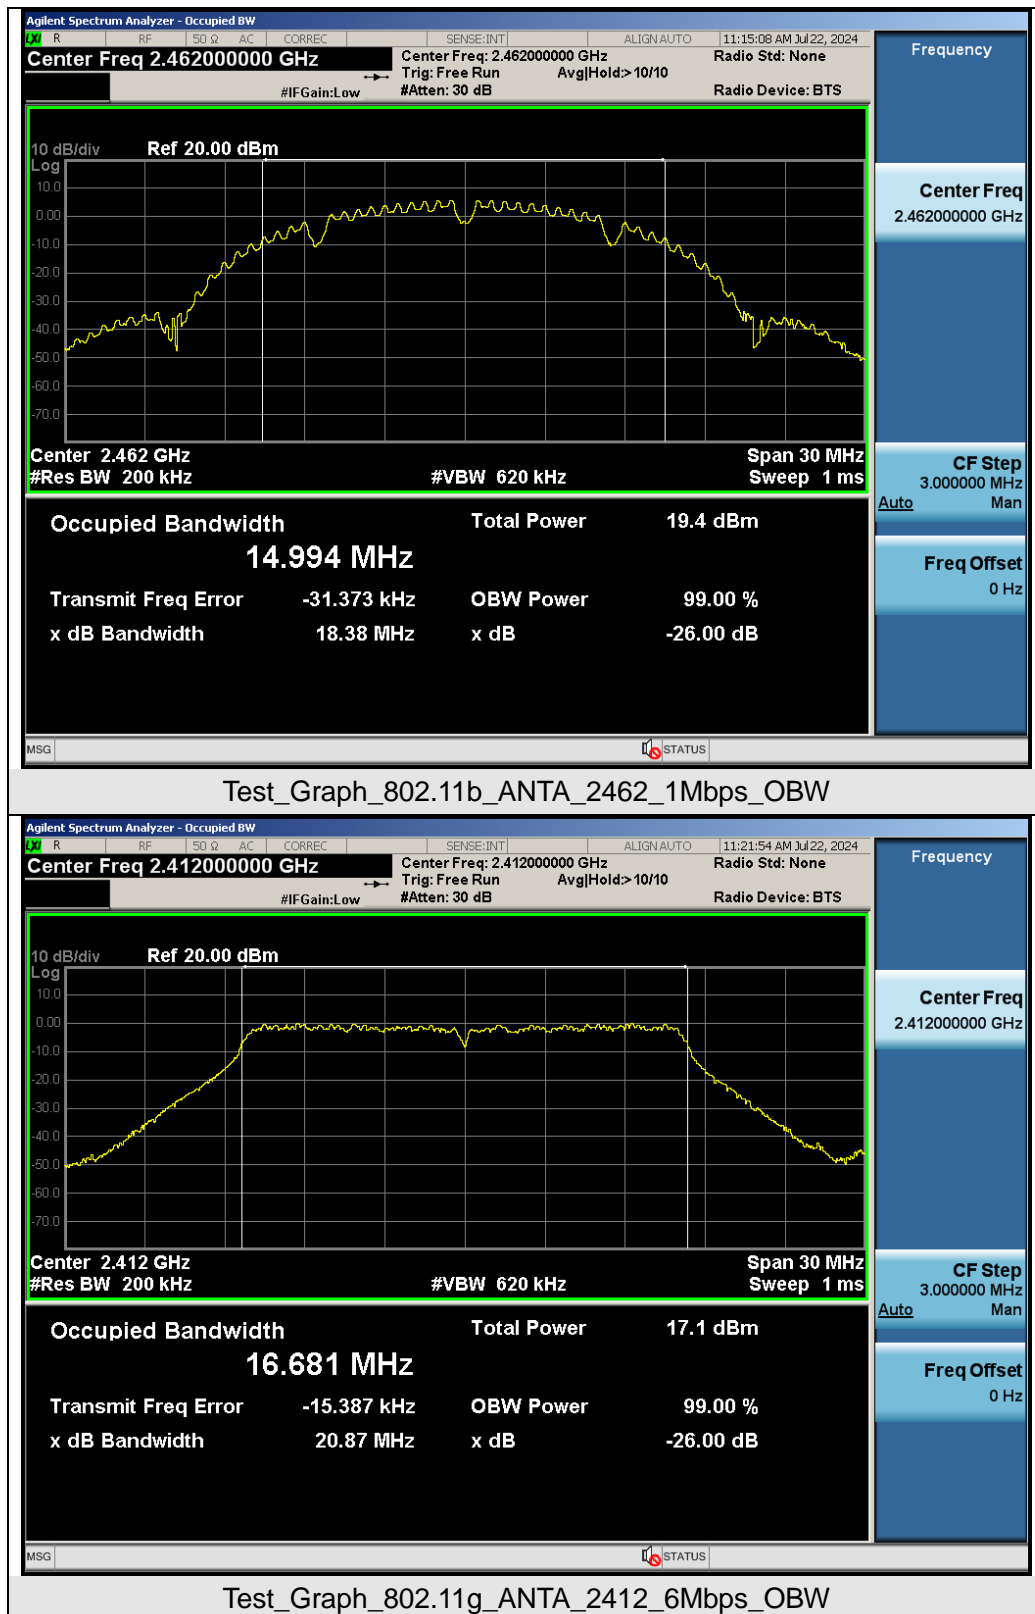 Agilent Spectrum Analyzer - Occupied BW
LXI R RF 50 Ω AC CORREC SENSE:INT ALIGN AUTO 11:15:08 AM Jul 22, 2024
Center Freq 2.462000000 GHz Center Freq: 2.462000000 GHz Radio Std: None Frequency
Trig: Free Run Avg|Hold:> 10/10
#IFGain:Low #Atten: 30 dB Radio Device: BTS
10 dB/div Ref 20.00 dBm
Log
10.0
0.00
-10.0
-20.0
-30.0
-40.0
-50.0
-60.0
-70.0
Center Freq
2.462000000 GHz
Center 2.462 GHz Span 30 MHz
#Res BW 200 kHz #VBW 620 kHz Sweep 1 ms
CF Step
3.000000 MHz
Auto Man
Occupied Bandwidth Total Power 19.4 dBm
14.994 MHz
Freq Offset
0 Hz
Transmit Freq Error -31.373 kHz OBW Power 99.00 %
x dB Bandwidth 18.38 MHz x dB -26.00 dB
MSG STATUS
Test_Graph_802.11b_ANTA_2462_1Mbps_OBW
Agilent Spectrum Analyzer - Occupied BW
LXI R RF 50 Ω AC CORREC SENSE:INT ALIGN AUTO 11:21:54 AM Jul 22, 2024
Center Freq 2.412000000 GHz Center Freq: 2.412000000 GHz Radio Std: None Frequency
Trig: Free Run Avg|Hold:> 10/10
#IFGain:Low #Atten: 30 dB Radio Device: BTS
10 dB/div Ref 20.00 dBm
Log
10.0
0.00
-10.0
-20.0
-30.0
-40.0
-50.0
-60.0
-70.0
Center Freq
2.412000000 GHz
Center 2.412 GHz Span 30 MHz
#Res BW 200 kHz #VBW 620 kHz Sweep 1 ms
CF Step
3.000000 MHz
Auto Man
Occupied Bandwidth Total Power 17.1 dBm
16.681 MHz
Freq Offset
0 Hz
Transmit Freq Error -15.387 kHz OBW Power 99.00 %
x dB Bandwidth 20.87 MHz x dB -26.00 dB
MSG STATUS
Test_Graph_802.11g_ANTA_2412_6Mbps_OBW